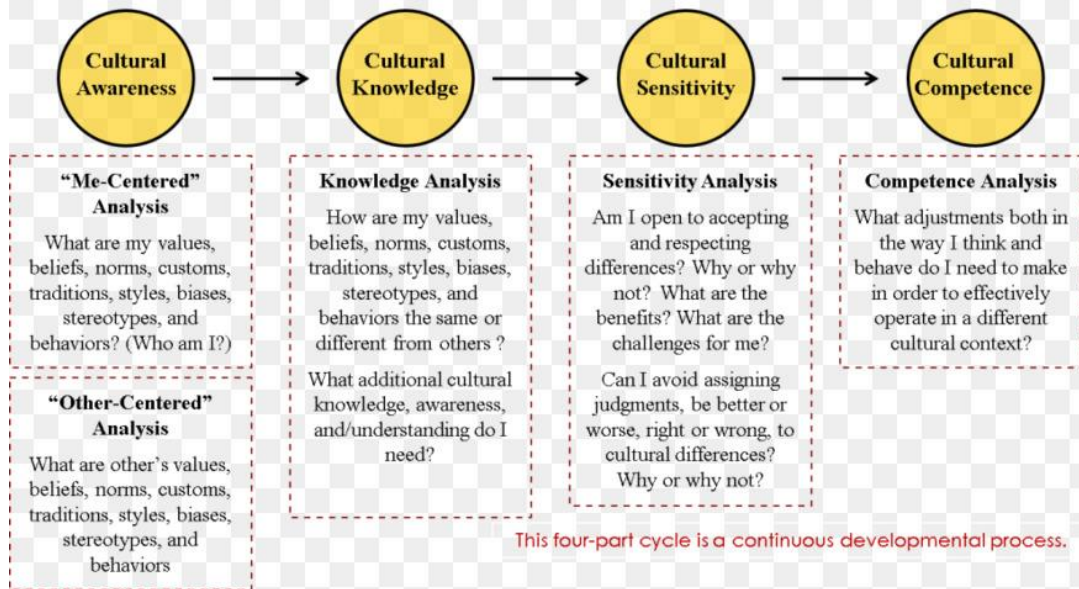 Cultural
Awareness
Cultural
Knowledge
Cultural
Sensitivity
Cultural
Competence
“Me-Centered”
Analysis
What are my values,
beliefs, norms, customs,
traditions, styles, biases,
stereotypes, and
behaviors? (Who am I?)
“Other-Centered”
Analysis
What are other’s values,
beliefs, norms, customs,
traditions, styles, biases,
stereotypes, and
behaviors
Knowledge Analysis
How are my values,
beliefs, norms, customs,
traditions, styles, biases,
stereotypes, and
behaviors the same or
different from others ?
What additional cultural
knowledge, awareness,
and/understanding do I
need?
Sensitivity Analysis
Am I open to accepting
and respecting
differences? Why or why
not? What are the
benefits? What are the
challenges for me?
Can I avoid assigning
judgments, be better or
worse, right or wrong, to
cultural differences?
Why or why not?
Competence Analysis
What adjustments both in
the way I think and
behave do I need to make
in order to effectively
operate in a different
cultural context?
This four-part cycle is a continuous developmental process.